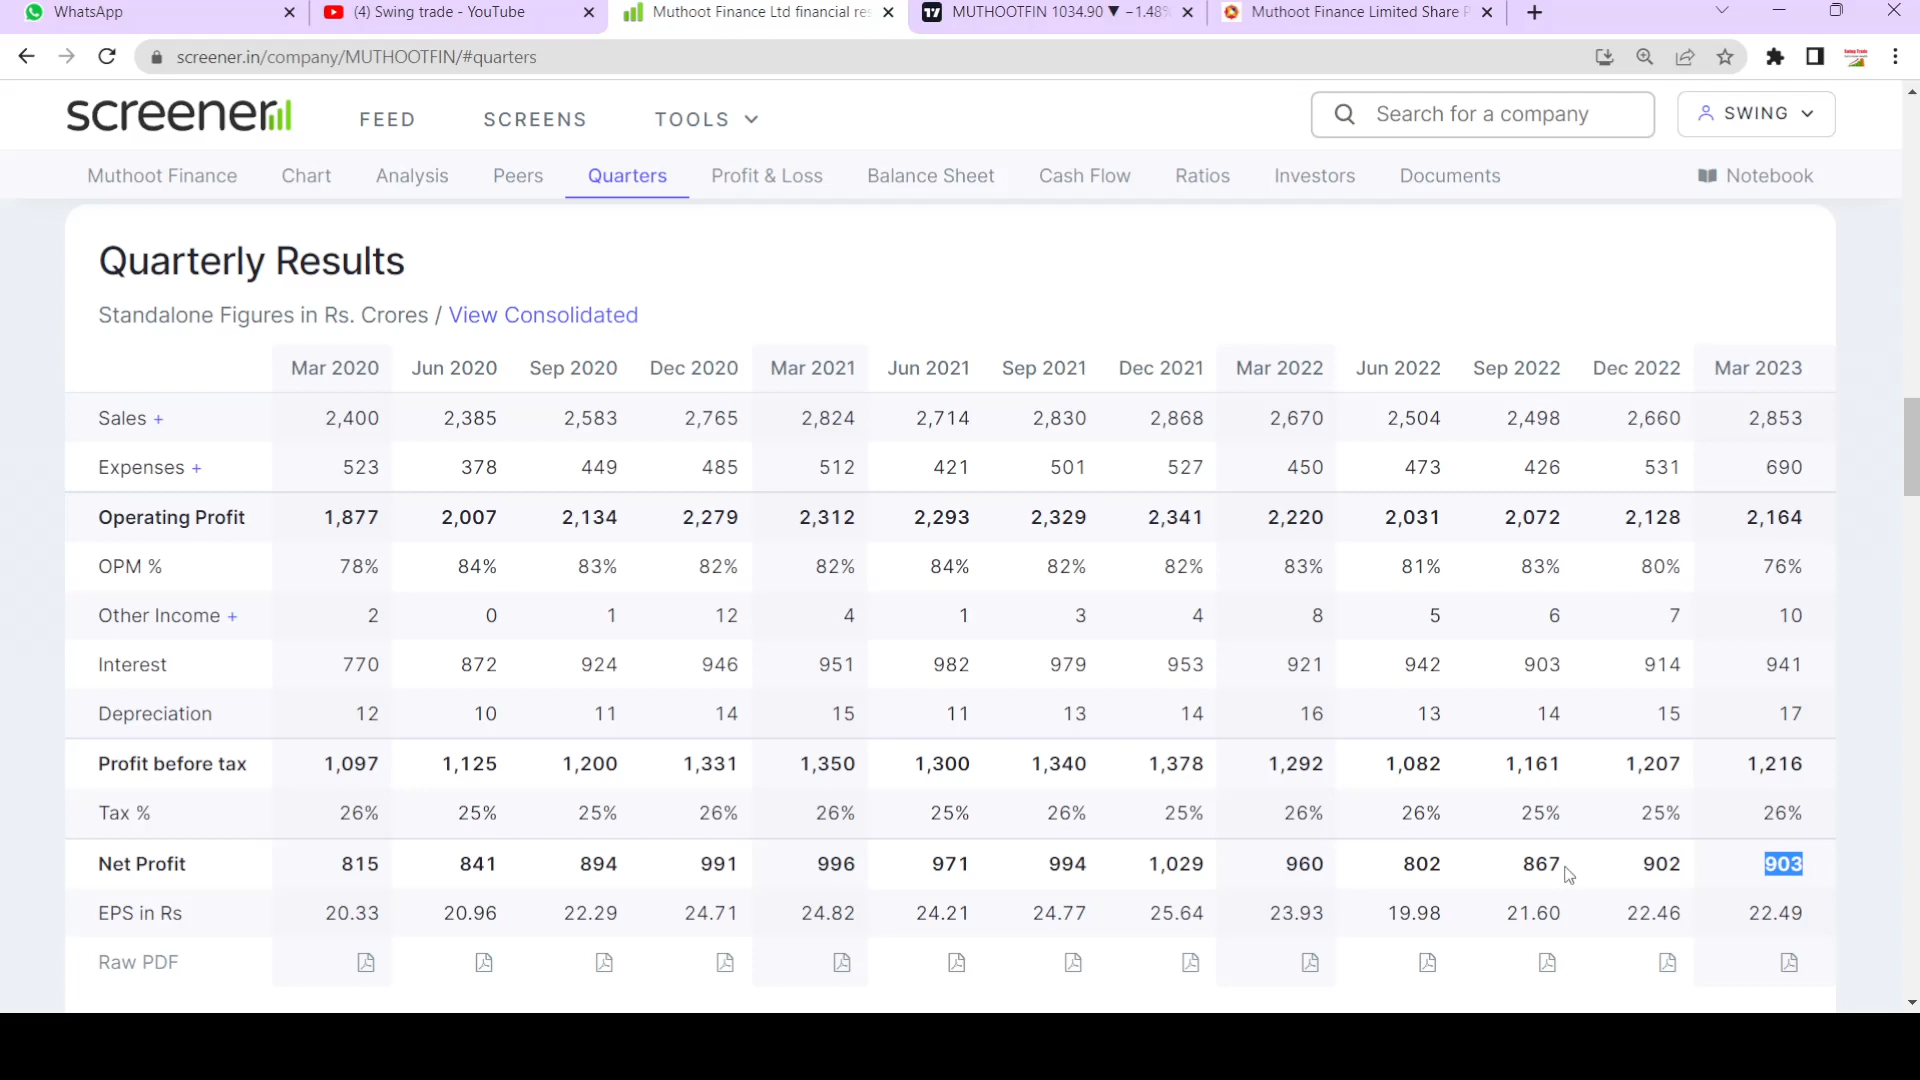 WhatsApp
(4) Swing trade - YouTube
Muthoot Finance Ltd financial res
MUTHOOTFIN 1034.90 ▼ −1.48%
Muthoot Finance Limited Share P
screener.in/company/MUTHOOTFIN/#quarters
screener
FEED
SCREENS
TOOLS
Search for a company
SWING
Muthoot Finance
Chart
Analysis
Peers
Quarters
Profit & Loss
Balance Sheet
Cash Flow
Ratios
Investors
Documents
Notebook
Quarterly Results
Standalone Figures in Rs. Crores / View Consolidated
Mar 2020 Jun 2020 Sep 2020 Dec 2020 Mar 2021 Jun 2021 Sep 2021 Dec 2021 Mar 2022 Jun 2022 Sep 2022 Dec 2022 Mar 2023
Sales + 2,400 2,385 2,583 2,765 2,824 2,714 2,830 2,868 2,670 2,504 2,498 2,660 2,853
Expenses + 523 378 449 485 512 421 501 527 450 473 426 531 690
Operating Profit 1,877 2,007 2,134 2,279 2,312 2,293 2,329 2,341 2,220 2,031 2,072 2,128 2,164
OPM % 78% 84% 83% 82% 82% 84% 82% 82% 83% 81% 83% 80% 76%
Other Income + 2 0 1 12 4 1 3 4 8 5 6 7 10
Interest 770 872 924 946 951 982 979 953 921 942 903 914 941
Depreciation 12 10 11 14 15 11 13 14 16 13 14 15 17
Profit before tax 1,097 1,125 1,200 1,331 1,350 1,300 1,340 1,378 1,292 1,082 1,161 1,207 1,216
Tax % 26% 25% 25% 26% 26% 25% 26% 25% 26% 26% 25% 25% 26%
Net Profit 815 841 894 991 996 971 994 1,029 960 802 867 902 903
EPS in Rs 20.33 20.96 22.29 24.71 24.82 24.21 24.77 25.64 23.93 19.98 21.60 22.46 22.49
Raw PDF